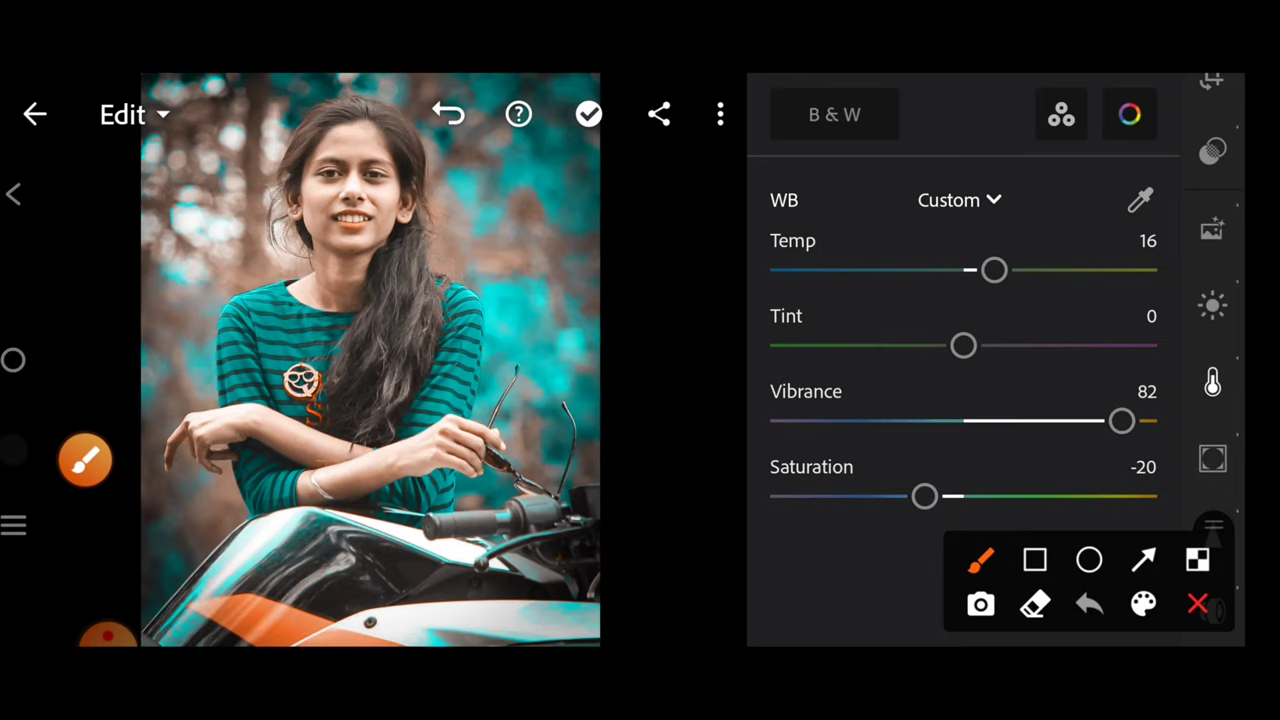 Edit
B & W
WB Custom
Temp 16
Tint 0
Vibrance 82
Saturation -20